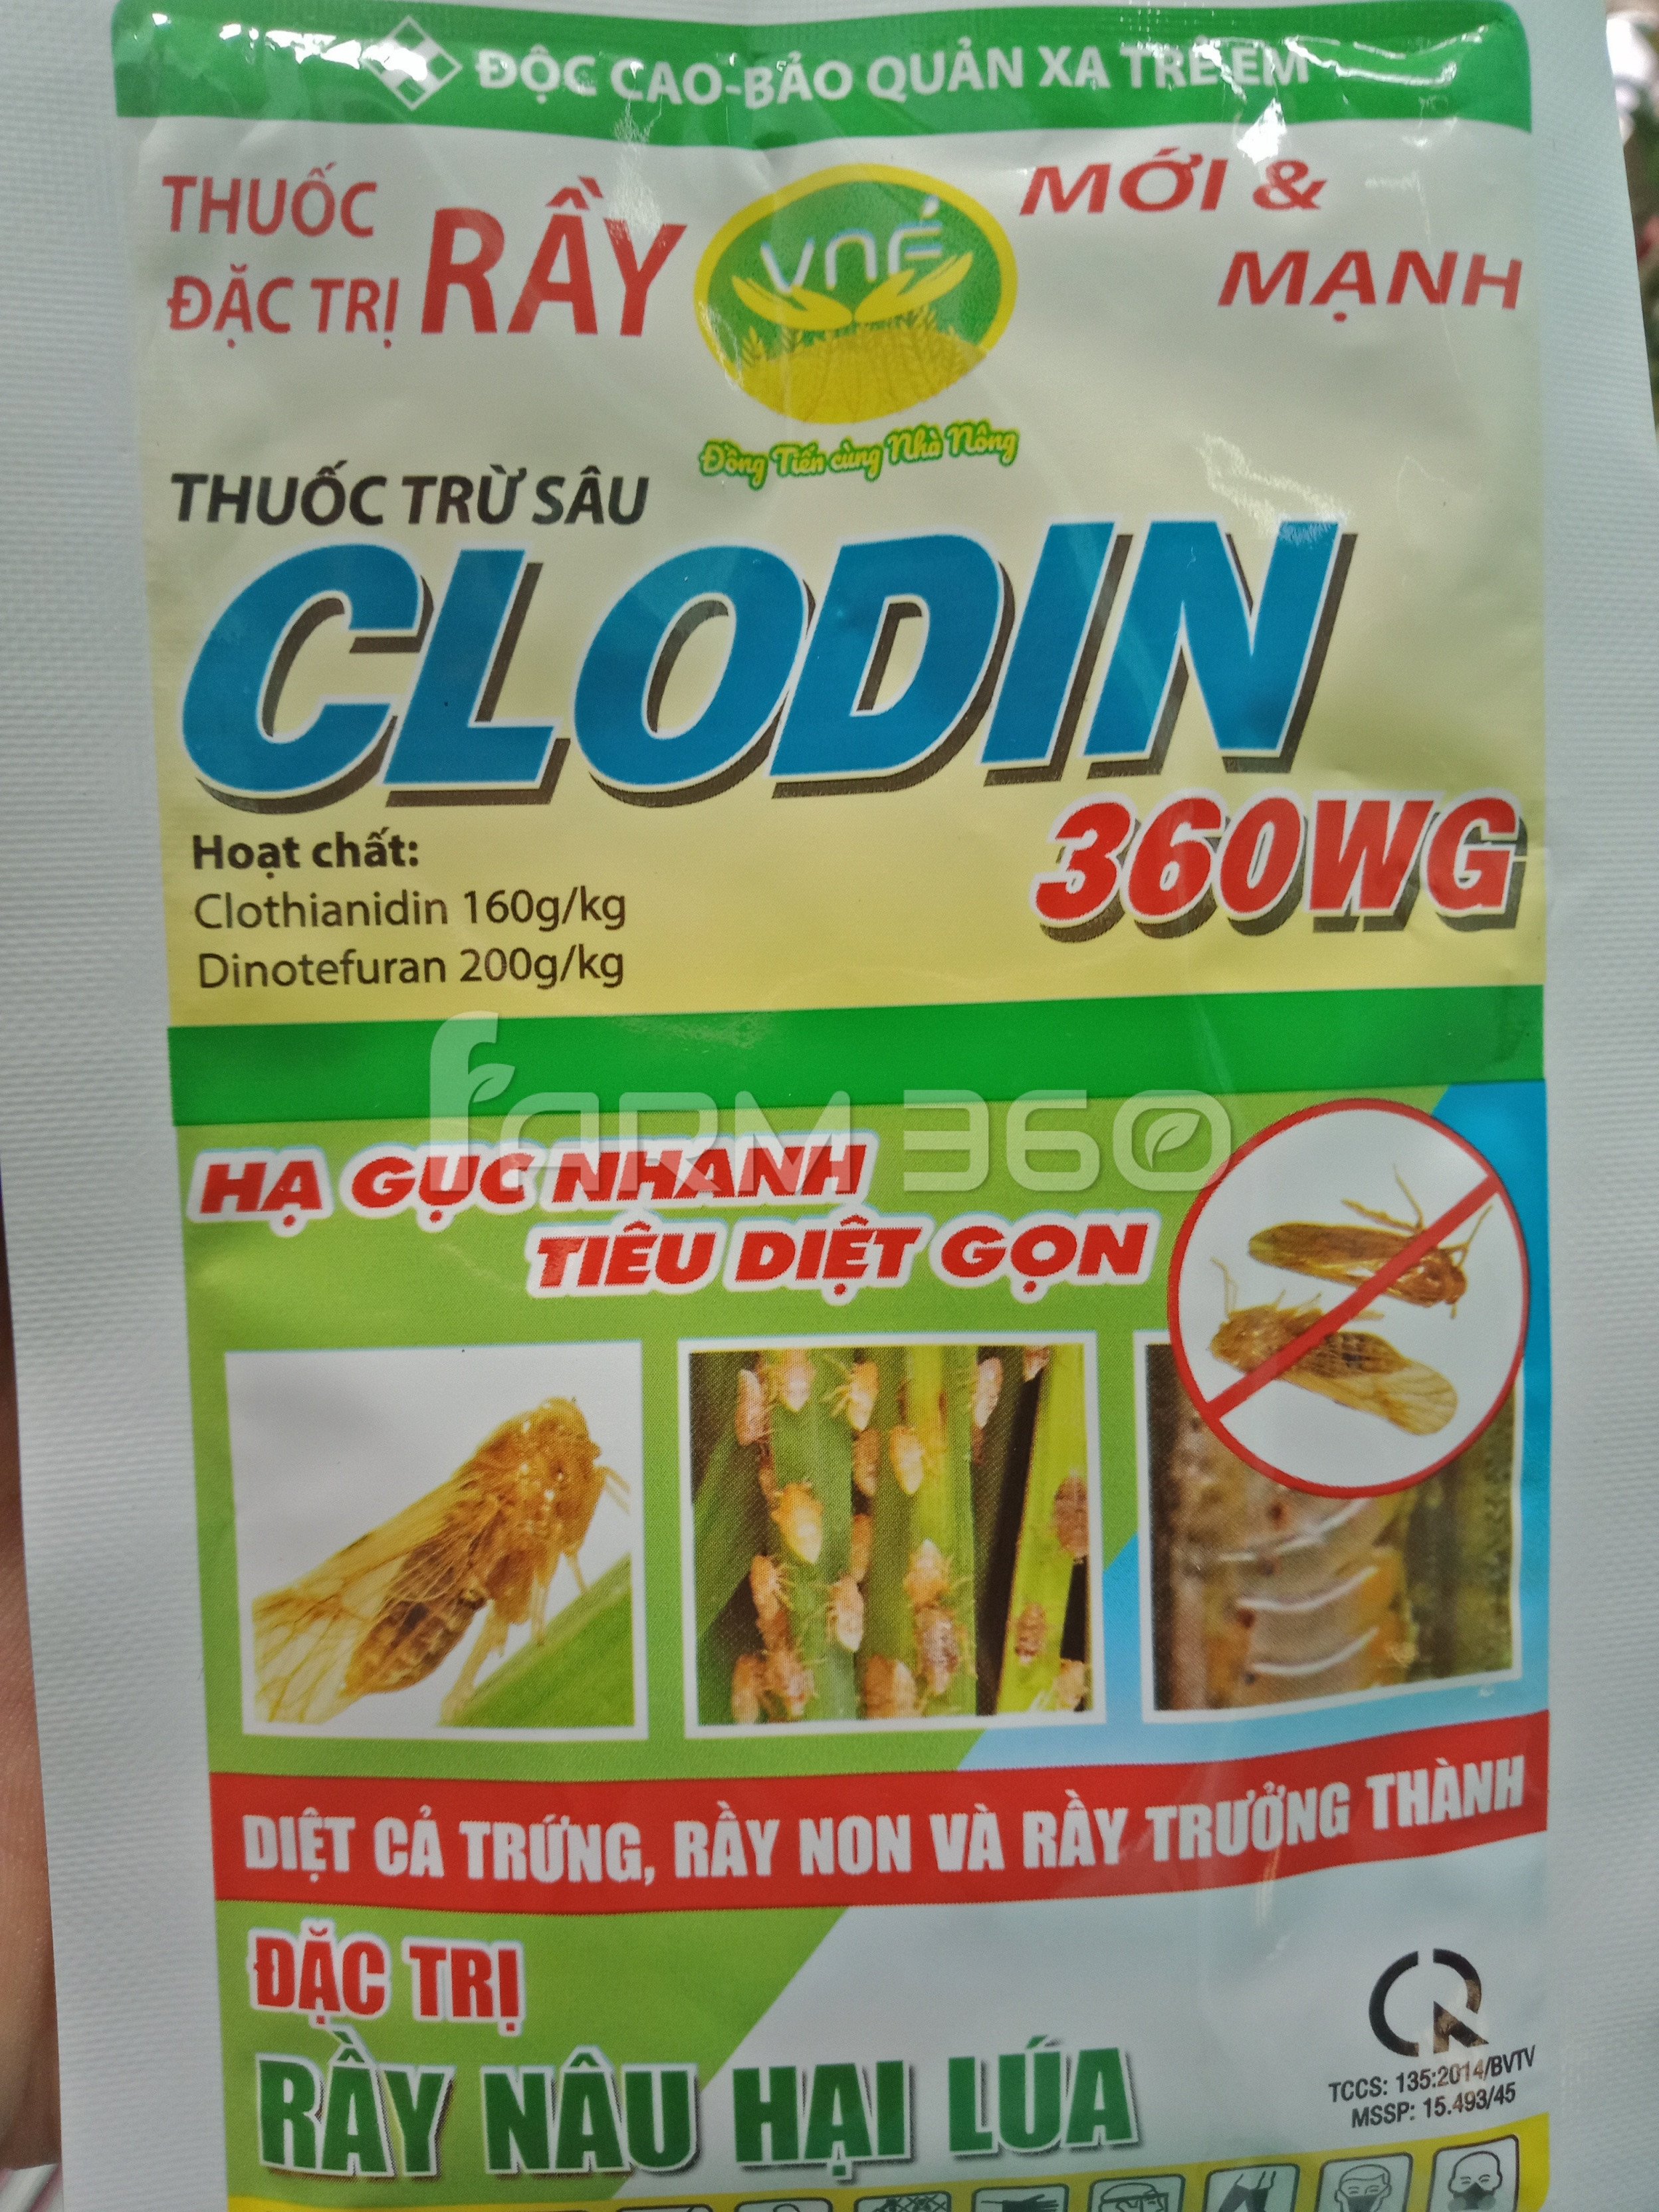 ĐỘC CAO-BẢO QUẢN XA TRẺ EM
THUỐC
ĐẶC TRỊ RẦY
vné
Đồng Tiến cùng Nhà Nông
MỚI &
MẠNH
THUỐC TRỪ SÂU
CLODIN
360WG
Hoạt chất:
Clothianidin 160g/kg
Dinotefuran 200g/kg
FARM 360
HẠ GỤC NHANH
TIÊU DIỆT GỌN
DIỆT CẢ TRỨNG, RẦY NON VÀ RẦY TRƯỞNG THÀNH
ĐẶC TRỊ
RẦY NÂU HẠI LÚA
CR
TCCS: 135:2014/BVTV
MSSP: 15.493/45